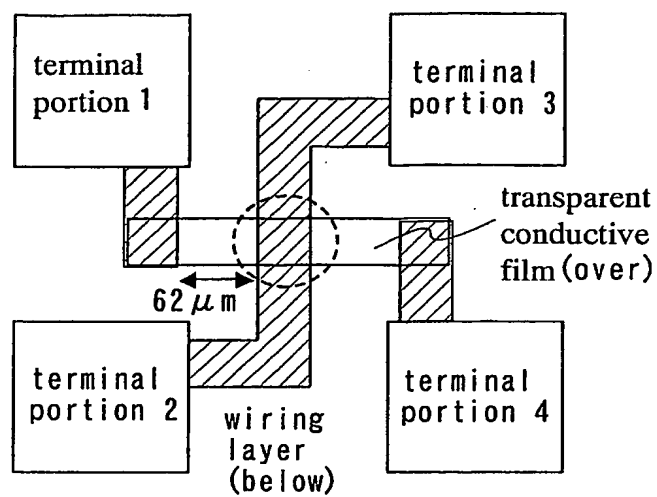 terminal
portion 1
terminal
portion 3
transparent
conductive
film (over)
62 μm
terminal
portion 2
terminal
portion 4
wiring
layer
(below)